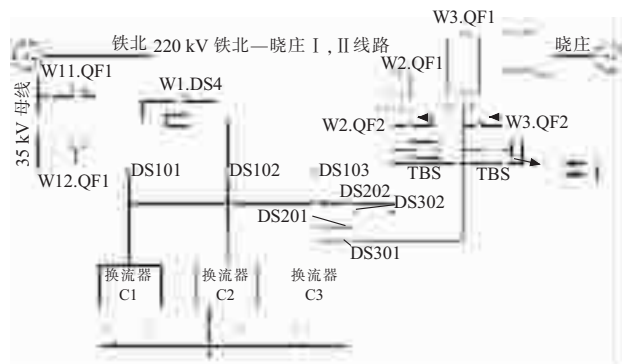 W3.QF1
铁北 220 kV 铁北—晓庄 I , II 线路
晓庄
W2.QF1
W11.QF1
W1.DS4
35 kV 母线
W2.QF2
W3.QF2
W12.QF1
DS101
DS102
DS103
TBS
TBS
DS202
DS302
DS201
DS301
换流器
C1
换流器
C2
换流器
C3